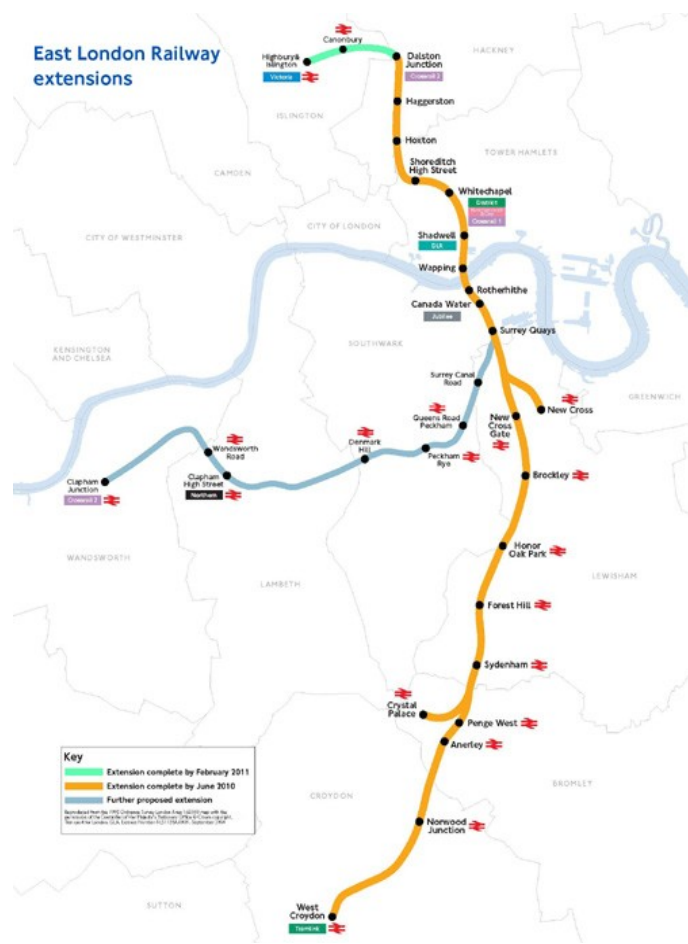 East London Railway
extensions
Canonbury
Highbury&
Islington
Victoria
Dalston
Junction
Crossrail 2
HACKNEY
ISLINGTON
Haggerston
Hoxton
TOWER HAMLETS
Shoreditch
High Street
CAMDEN
Whitechapel
District
Crossrail 1
CITY OF LONDON
CITY OF WESTMINSTER
Shadwell
DLR
Wapping
Rotherhithe
Canada Water
Jubilee
Surrey Quays
SOUTHWARK
KENSINGTON
AND CHELSEA
Surrey Canal
Road
GREENWICH
New Cross
Queens Road
Peckham
New
Cross
Gate
Wandsworth
Road
Denmark
Hill
Peckham
Rye
Clapham
Junction
Crossrail 2
Clapham
High Street
Northern
Brockley
WANDSWORTH
LAMBETH
Honor
Oak Park
LEWISHAM
Forest Hill
Sydenham
Crystal
Palace
Penge West
Anerley
Key
Extension complete by February 2011
Extension complete by June 2010
Further proposed extension
CROYDON
BROMLEY
Norwood
Junction
SUTTON
West
Croydon
Tramlink